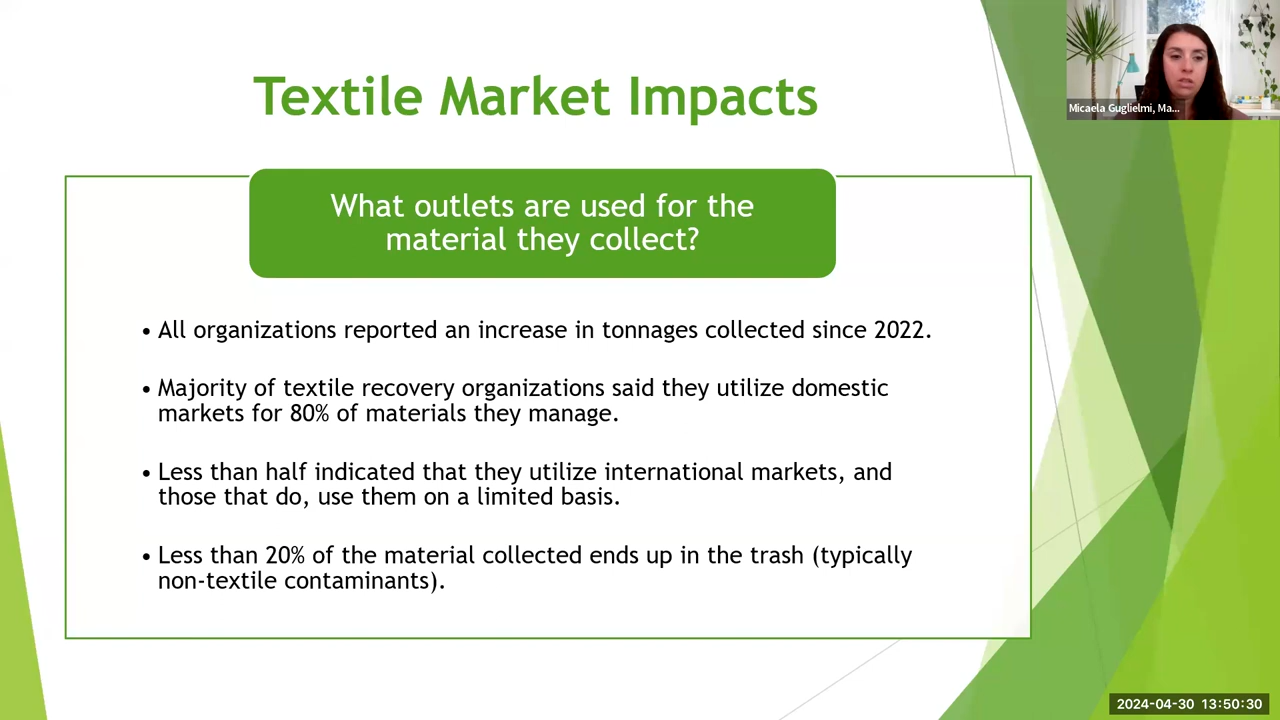 Textile Market Impacts
Micaela Guglielmi, Ma...
What outlets are used for the
material they collect?
• All organizations reported an increase in tonnages collected since 2022.
• Majority of textile recovery organizations said they utilize domestic
markets for 80% of materials they manage.
• Less than half indicated that they utilize international markets, and
those that do, use them on a limited basis.
• Less than 20% of the material collected ends up in the trash (typically
non-textile contaminants).
2024-04-30 13:50:30